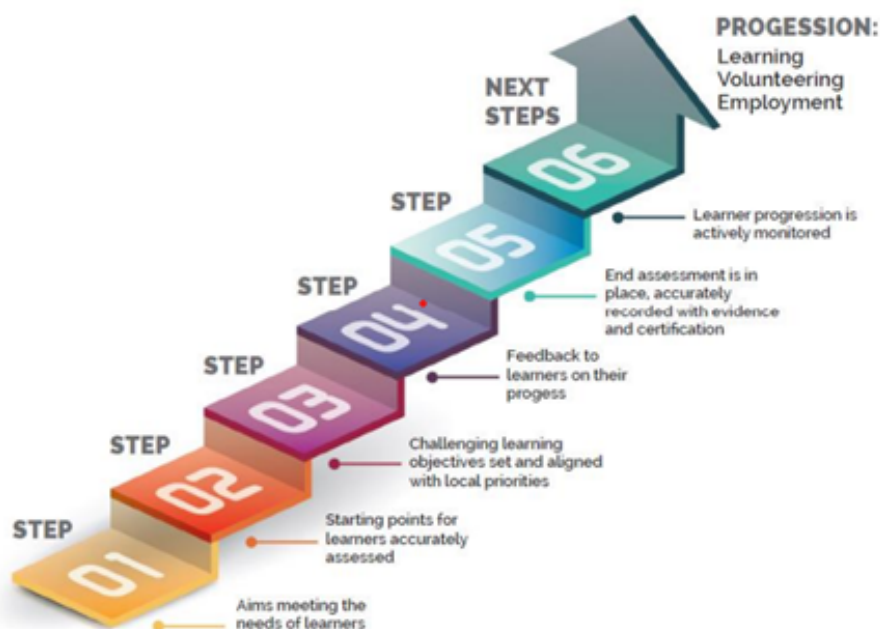 PROGESSION:
Learning
Volunteering
Employment
NEXT
STEPS
06
Learner progression is
actively monitored
STEP
05
End assessment is in
place, accurately
recorded with evidence
and certification
STEP
04
Feedback to
learners on their
progess
STEP
03
Challenging learning
objectives set and aligned
with local priorities
STEP
02
Starting points for
learners accurately
assessed
STEP
01
Aims meeting the
needs of learners